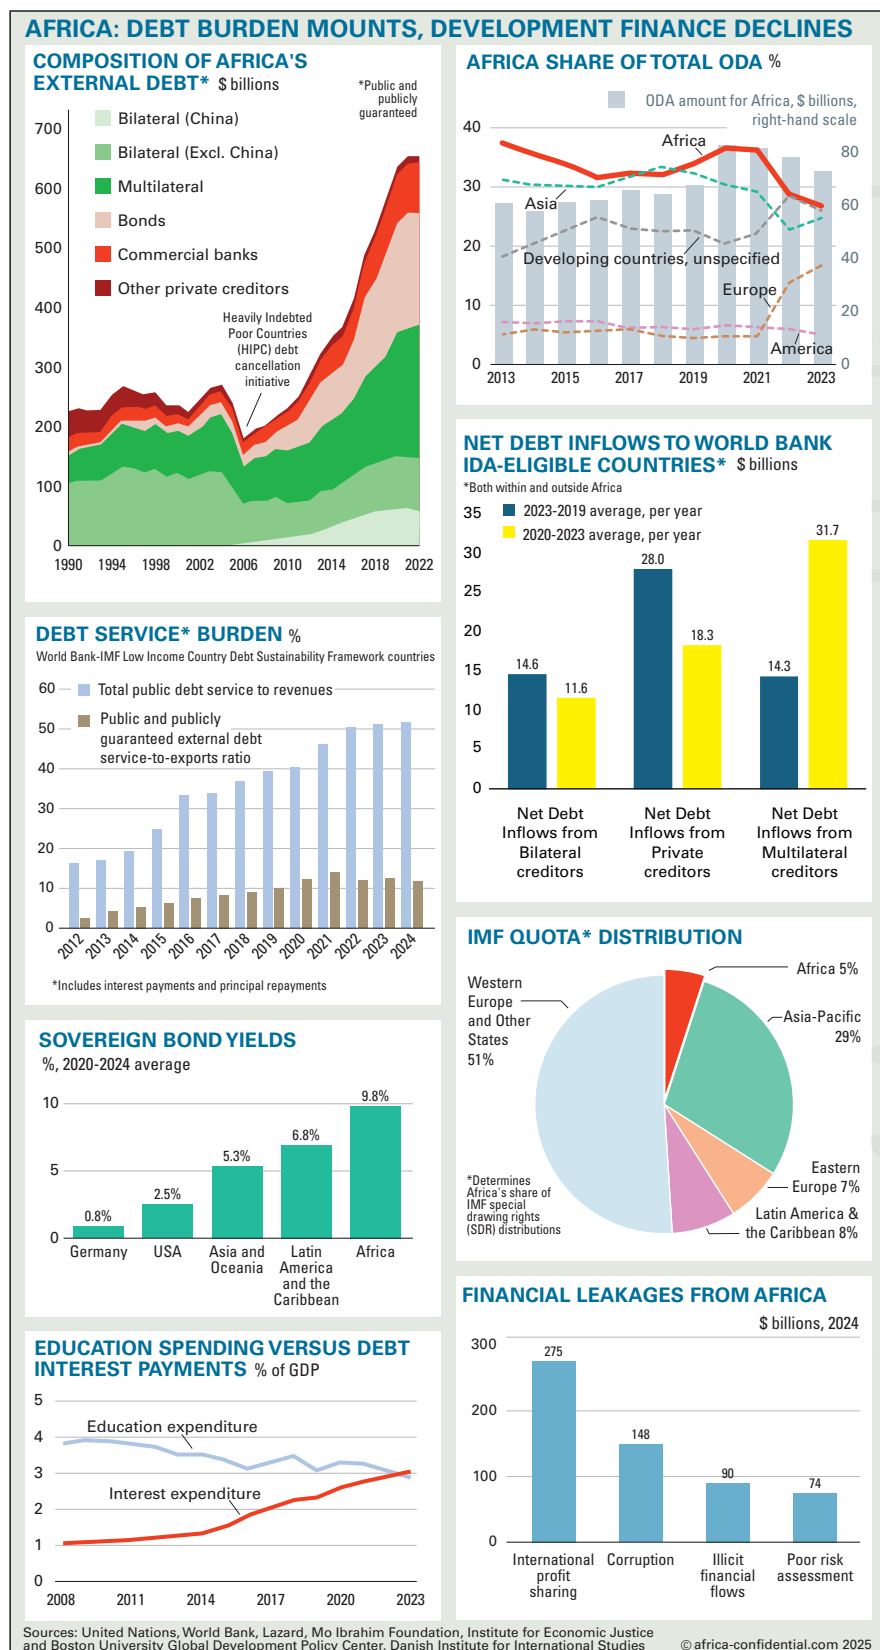 AFRICA: DEBT BURDEN MOUNTS, DEVELOPMENT FINANCE DECLINES
COMPOSITION OF AFRICA'S
EXTERNAL DEBT* $ billions
*Public and
publicly
guaranteed
700
600
500
400
300
200
100
0
Bilateral (China)
Bilateral (Excl. China)
Multilateral
Bonds
Commercial banks
Other private creditors
Heavily Indebted
Poor Countries
(HIPC) debt
cancellation
initiative
1990 1994 1998 2002 2006 2010 2014 2018 2022
DEBT SERVICE* BURDEN %
World Bank-IMF Low Income Country Debt Sustainability Framework countries
60
50
40
30
20
10
0
Total public debt service to revenues
Public and publicly
guaranteed external debt
service-to-exports ratio
2012 2013 2014 2015 2016 2017 2018 2019 2020 2021 2022 2023 2024
*Includes interest payments and principal repayments
SOVEREIGN BOND YIELDS
%, 2020-2024 average
10
5
0
0.8%
2.5%
5.3%
6.8%
9.8%
Germany
USA
Asia and
Oceania
Latin
America
and the
Caribbean
Africa
EDUCATION SPENDING VERSUS DEBT
INTEREST PAYMENTS % of GDP
5
4
3
2
1
0
Education expenditure
Interest expenditure
2008 2011 2014 2017 2020 2023
AFRICA SHARE OF TOTAL ODA %
ODA amount for Africa, $ billions,
right-hand scale
40
30
20
10
0
80
60
40
20
0
Africa
Asia
Developing countries, unspecified
Europe
America
2013 2015 2017 2019 2021 2023
NET DEBT INFLOWS TO WORLD BANK
IDA-ELIGIBLE COUNTRIES* $ billions
*Both within and outside Africa
35
30
25
20
15
10
5
0
2023-2019 average, per year
2020-2023 average, per year
14.6
11.6
28.0
18.3
14.3
31.7
Net Debt
Inflows from
Bilateral
creditors
Net Debt
Inflows from
Private
creditors
Net Debt
Inflows from
Multilateral
creditors
IMF QUOTA* DISTRIBUTION
Western
Europe
and Other
States
51%
Africa 5%
Asia-Pacific
29%
Eastern
Europe 7%
Latin America &
the Caribbean 8%
*Determines
Africa's share of
IMF special
drawing rights
(SDR) distributions
FINANCIAL LEAKAGES FROM AFRICA
$ billions, 2024
300
200
100
0
275
148
90
74
International
profit
sharing
Corruption
Illicit
financial
flows
Poor risk
assessment
Sources: United Nations, World Bank, Lazard, Mo Ibrahim Foundation, Institute for Economic Justice
and Boston University Global Development Policy Center, Danish Institute for International Studies
© africa-confidential.com 2025